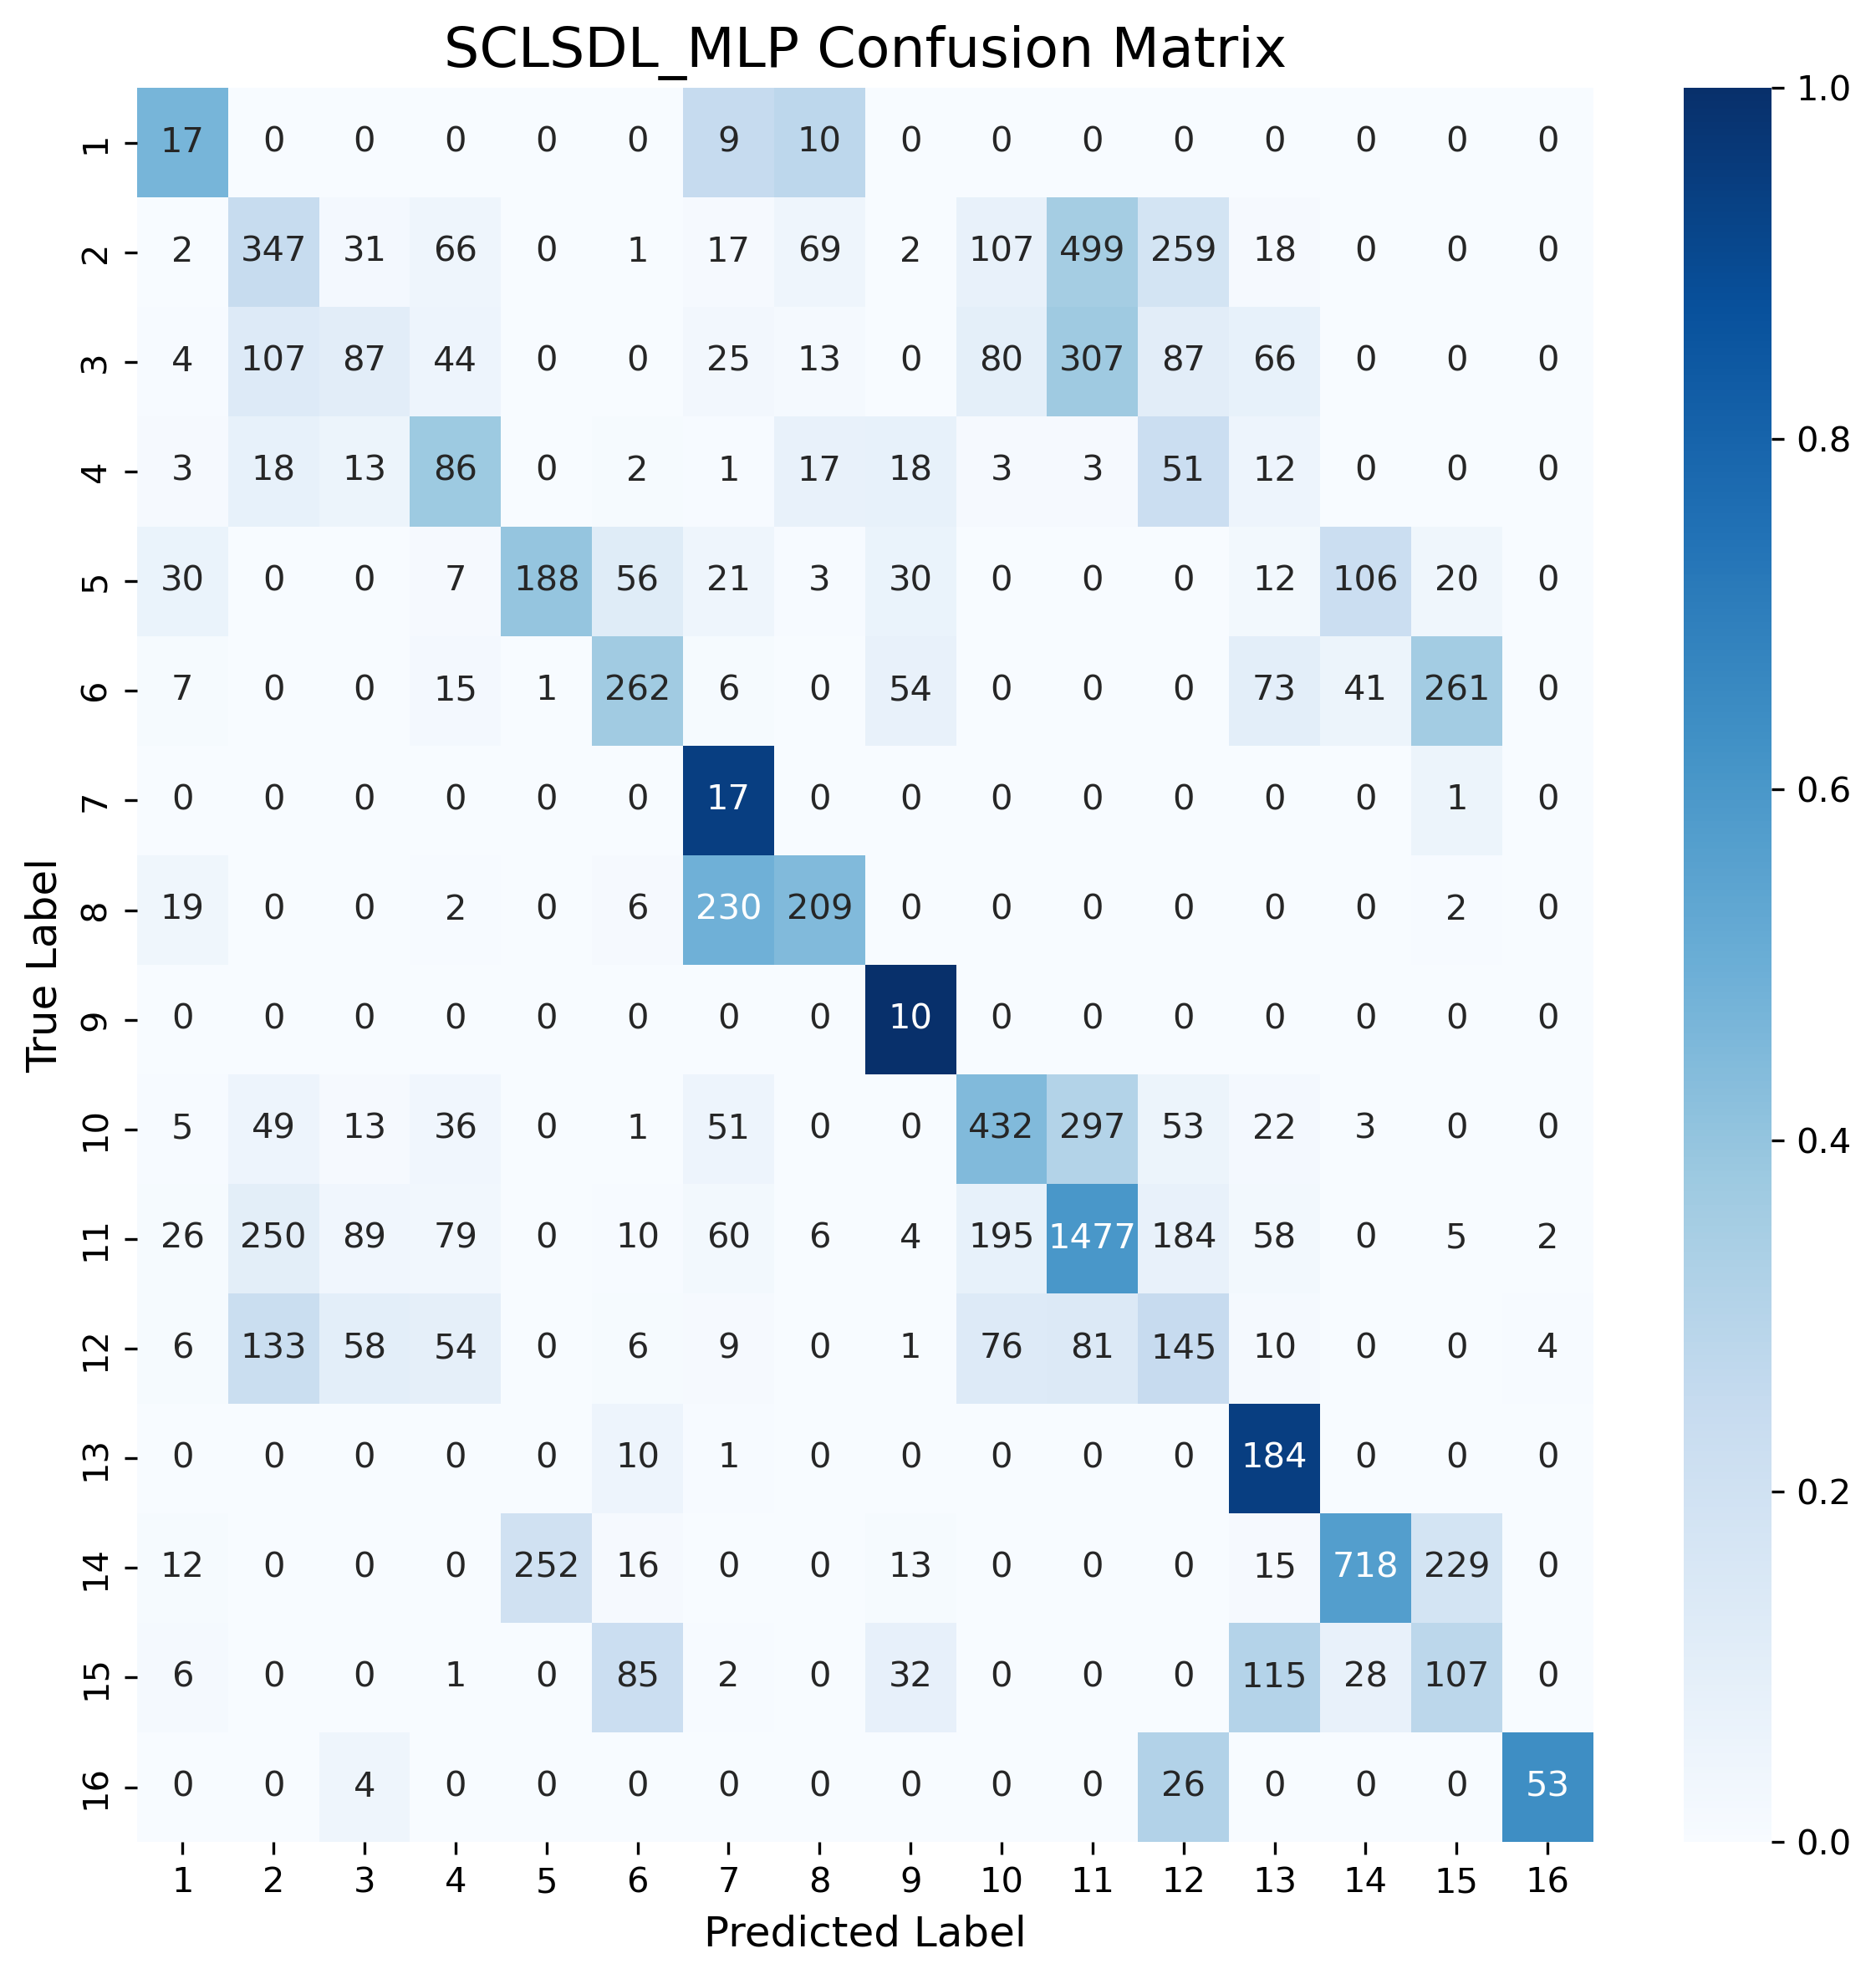 SCLSDL_MLP Confusion Matrix
1 17 0 0 0 0 0 9 10 0 0 0 0 0 0 0 0
2 2 347 31 66 0 1 17 69 2 107 499 259 18 0 0 0
3 4 107 87 44 0 0 25 13 0 80 307 87 66 0 0 0
4 3 18 13 86 0 2 1 17 18 3 3 51 12 0 0 0
5 30 0 0 7 188 56 21 3 30 0 0 0 12 106 20 0
6 7 0 0 15 1 262 6 0 54 0 0 0 73 41 261 0
7 0 0 0 0 0 0 17 0 0 0 0 0 0 0 1 0
8 19 0 0 2 0 6 230 209 0 0 0 0 0 0 2 0
9 0 0 0 0 0 0 0 0 10 0 0 0 0 0 0 0
10 5 49 13 36 0 1 51 0 0 432 297 53 22 3 0 0
11 26 250 89 79 0 10 60 6 4 195 1477 184 58 0 5 2
12 6 133 58 54 0 6 9 0 1 76 81 145 10 0 0 4
13 0 0 0 0 0 10 1 0 0 0 0 0 184 0 0 0
14 12 0 0 0 252 16 0 0 13 0 0 0 15 718 229 0
15 6 0 0 1 0 85 2 0 32 0 0 0 115 28 107 0
16 0 0 4 0 0 0 0 0 0 0 0 26 0 0 0 53
1 2 3 4 5 6 7 8 9 10 11 12 13 14 15 16
Predicted Label
True Label
1.0
0.8
0.6
0.4
0.2
0.0